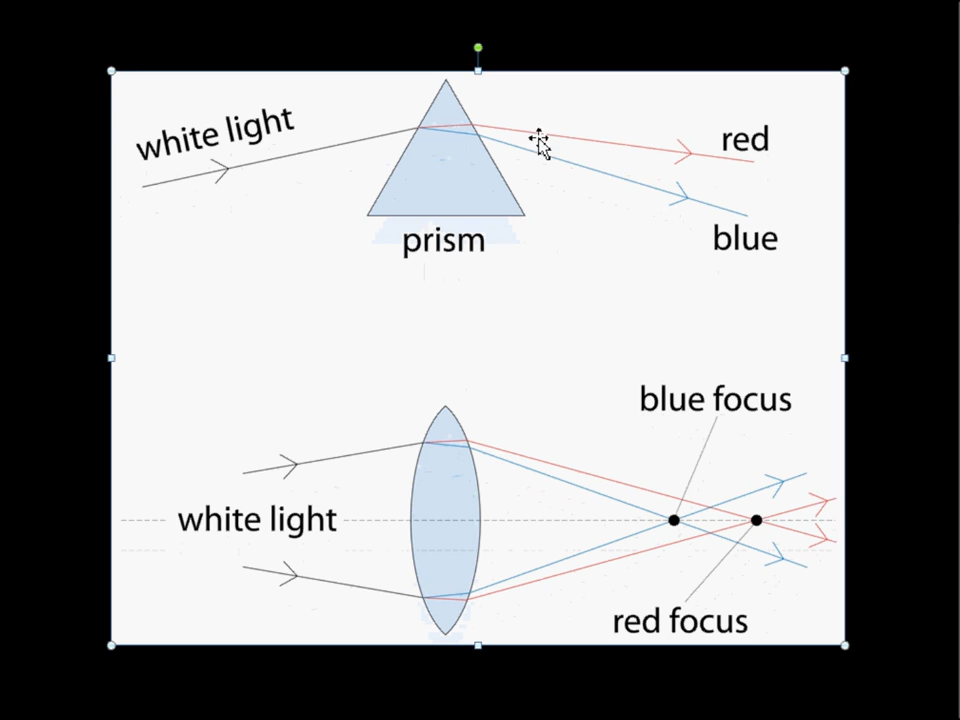 white light
red
prism
blue
blue focus
white light
red focus